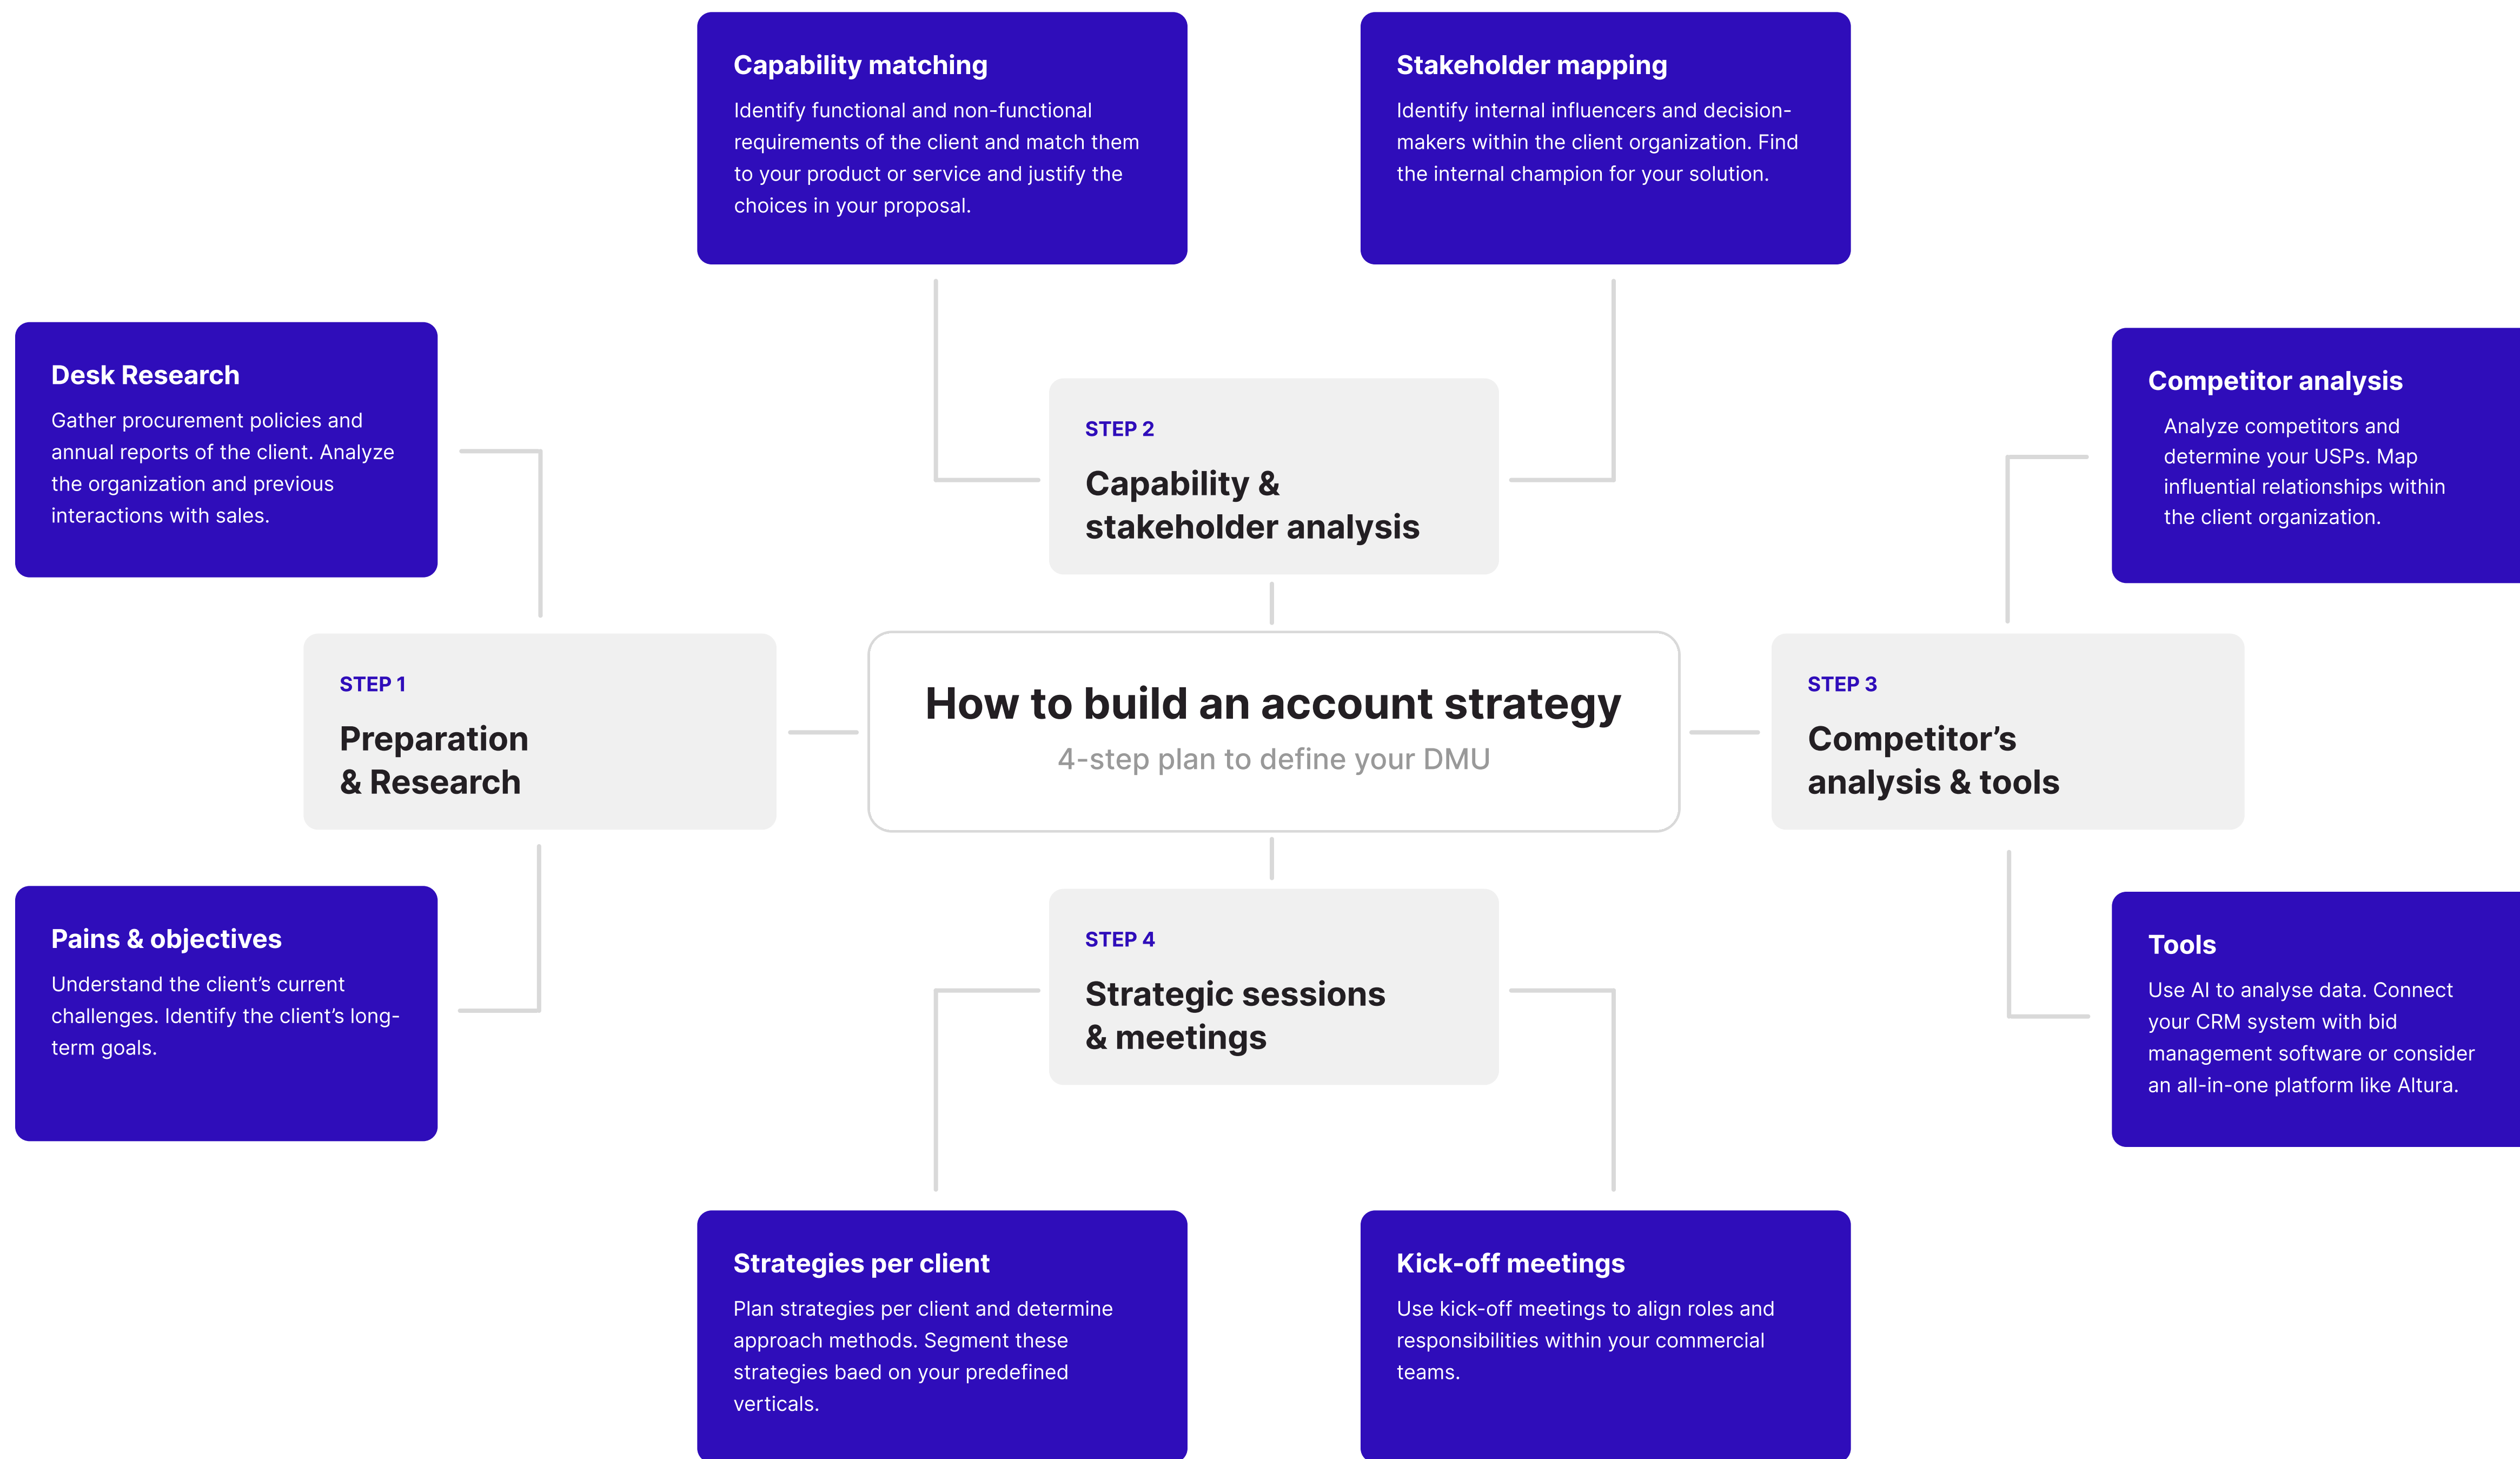 Capability matching
Identify functional and non-functional
requirements of the client and match them
to your product or service and justify the
choices in your proposal.
Stakeholder mapping
Identify internal influencers and decision-
makers within the client organization. Find
the internal champion for your solution.
Desk Research
Gather procurement policies and
annual reports of the client. Analyze
the organization and previous
interactions with sales.
STEP 2
Capability &
stakeholder analysis
Competitor analysis
Analyze competitors and
determine your USPs. Map
influential relationships within
the client organization.
STEP 1
Preparation
& Research
How to build an account strategy
4-step plan to define your DMU
STEP 3
Competitor’s
analysis & tools
Pains & objectives
Understand the client’s current
challenges. Identify the client’s long-
term goals.
STEP 4
Strategic sessions
& meetings
Tools
Use AI to analyse data. Connect
your CRM system with bid
management software or consider
an all-in-one platform like Altura.
Strategies per client
Plan strategies per client and determine
approach methods. Segment these
strategies baed on your predefined
verticals.
Kick-off meetings
Use kick-off meetings to align roles and
responsibilities within your commercial
teams.